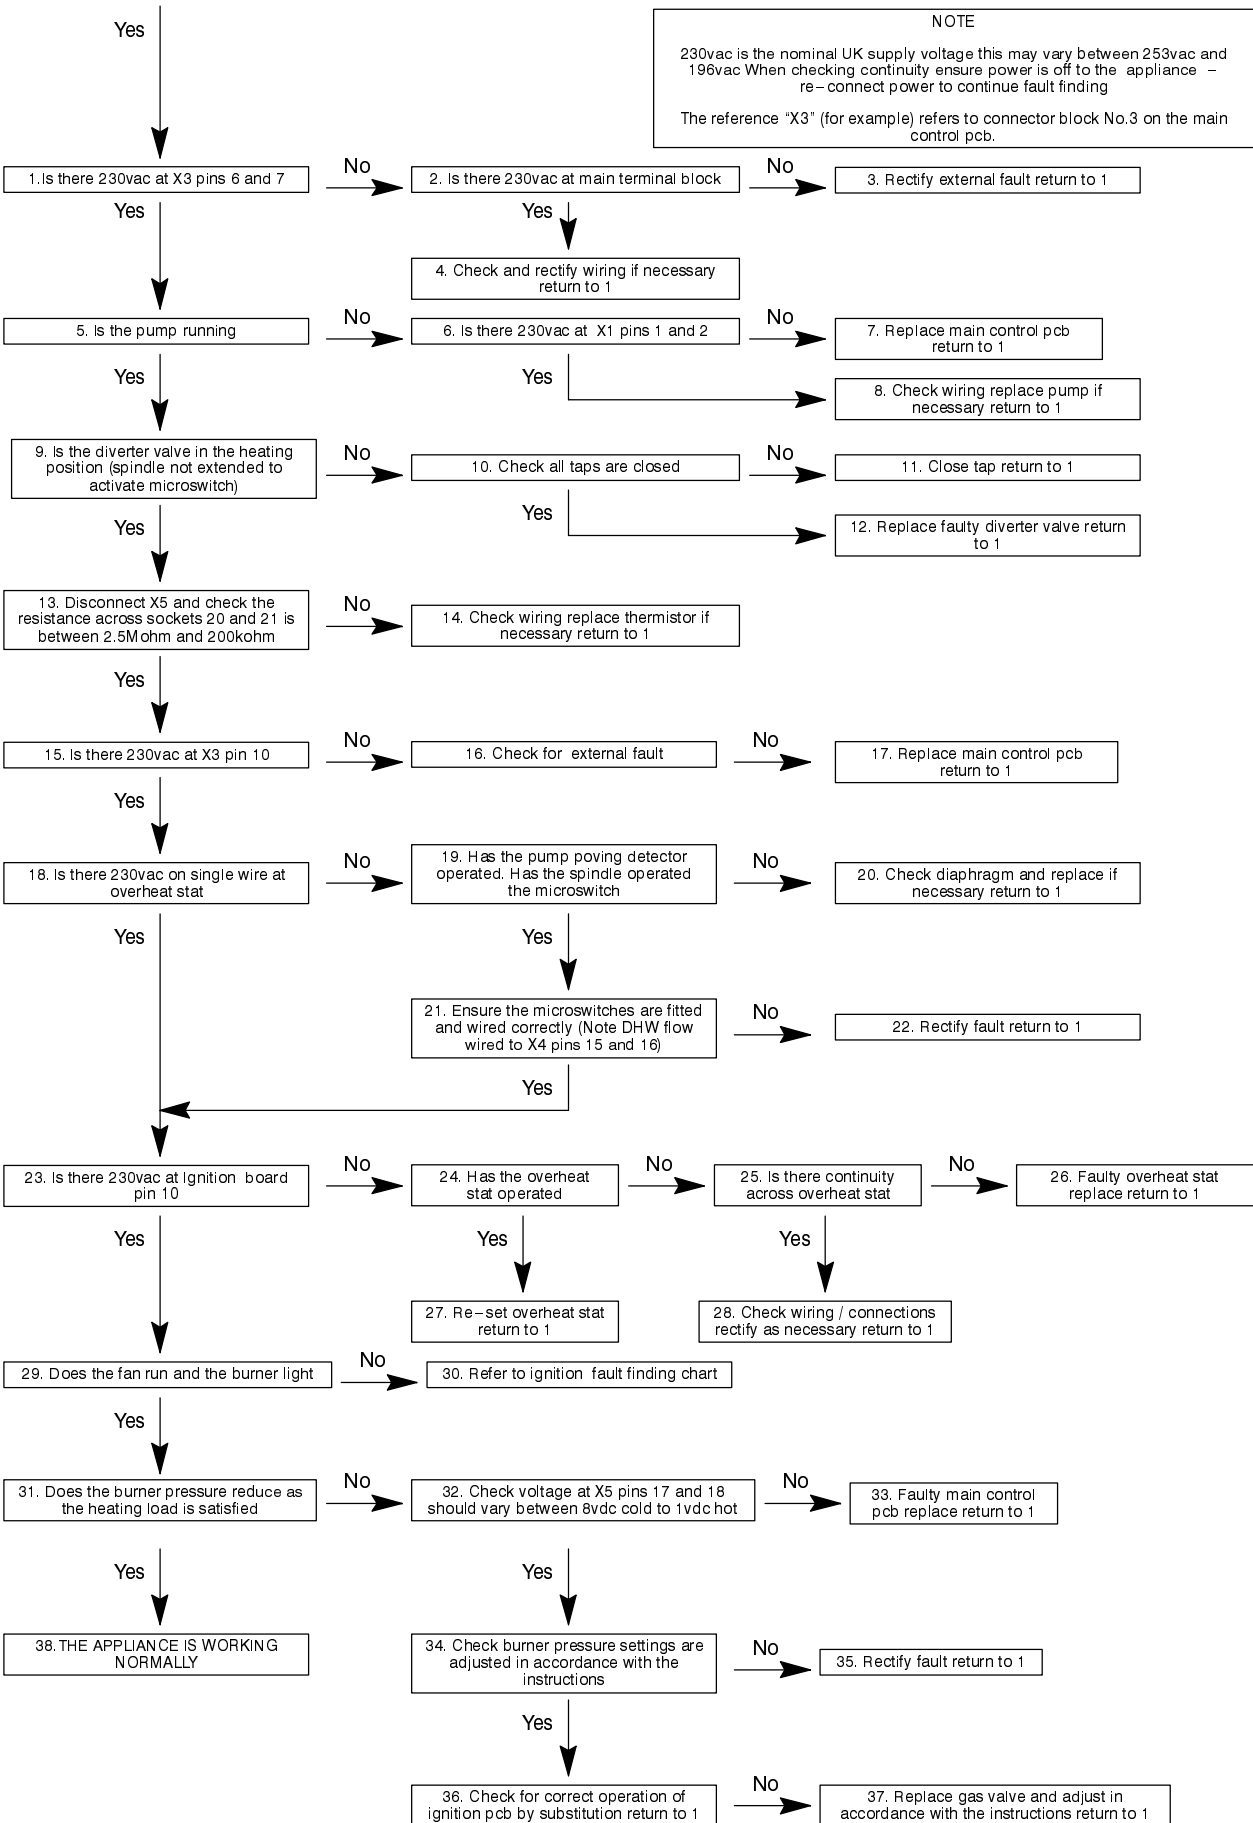 Yes
NOTE
230vac is the nominal UK supply voltage this may vary between 253vac and
196vac When checking continuity ensure power is off to the appliance –
re–connect power to continue fault finding
The reference “X3” (for example) refers to connector block No.3 on the main
control pcb.
1.Is there 230vac at X3 pins 6 and 7
No
2. Is there 230vac at main terminal block
No
3. Rectify external fault return to 1
Yes
Yes
4. Check and rectify wiring if necessary
return to 1
5. Is the pump running
No
6. Is there 230vac at X1 pins 1 and 2
No
7. Replace main control pcb
return to 1
Yes
Yes
8. Check wiring replace pump if
necessary return to 1
9. Is the diverter valve in the heating
position (spindle not extended to
activate microswitch)
No
10. Check all taps are closed
No
11. Close tap return to 1
Yes
Yes
12. Replace faulty diverter valve return
to 1
13. Disconnect X5 and check the
resistance across sockets 20 and 21 is
between 2.5Mohm and 200kohm
No
14. Check wiring replace thermistor if
necessary return to 1
Yes
15. Is there 230vac at X3 pin 10
No
16. Check for external fault
No
17. Replace main control pcb
return to 1
Yes
18. Is there 230vac on single wire at
overheat stat
No
19. Has the pump poving detector
operated. Has the spindle operated
the microswitch
No
20. Check diaphragm and replace if
necessary return to 1
Yes
Yes
21. Ensure the microswitches are fitted
and wired correctly (Note DHW flow
wired to X4 pins 15 and 16)
No
22. Rectify fault return to 1
Yes
23. Is there 230vac at Ignition board
pin 10
No
24. Has the overheat
stat operated
No
25. Is there continuity
across overheat stat
No
26. Faulty overheat stat
replace return to 1
Yes
Yes
Yes
27. Re–set overheat stat
return to 1
28. Check wiring / connections
rectify as necessary return to 1
29. Does the fan run and the burner light
No
30. Refer to ignition fault finding chart
Yes
31. Does the burner pressure reduce as
the heating load is satisfied
No
32. Check voltage at X5 pins 17 and 18
should vary between 8vdc cold to 1vdc hot
No
33. Faulty main control
pcb replace return to 1
Yes
Yes
38.THE APPLIANCE IS WORKING
NORMALLY
34. Check burner pressure settings are
adjusted in accordance with the
instructions
No
35. Rectify fault return to 1
Yes
36. Check for correct operation of
ignition pcb by substitution return to 1
No
37. Replace gas valve and adjust in
accordance with the instructions return to 1